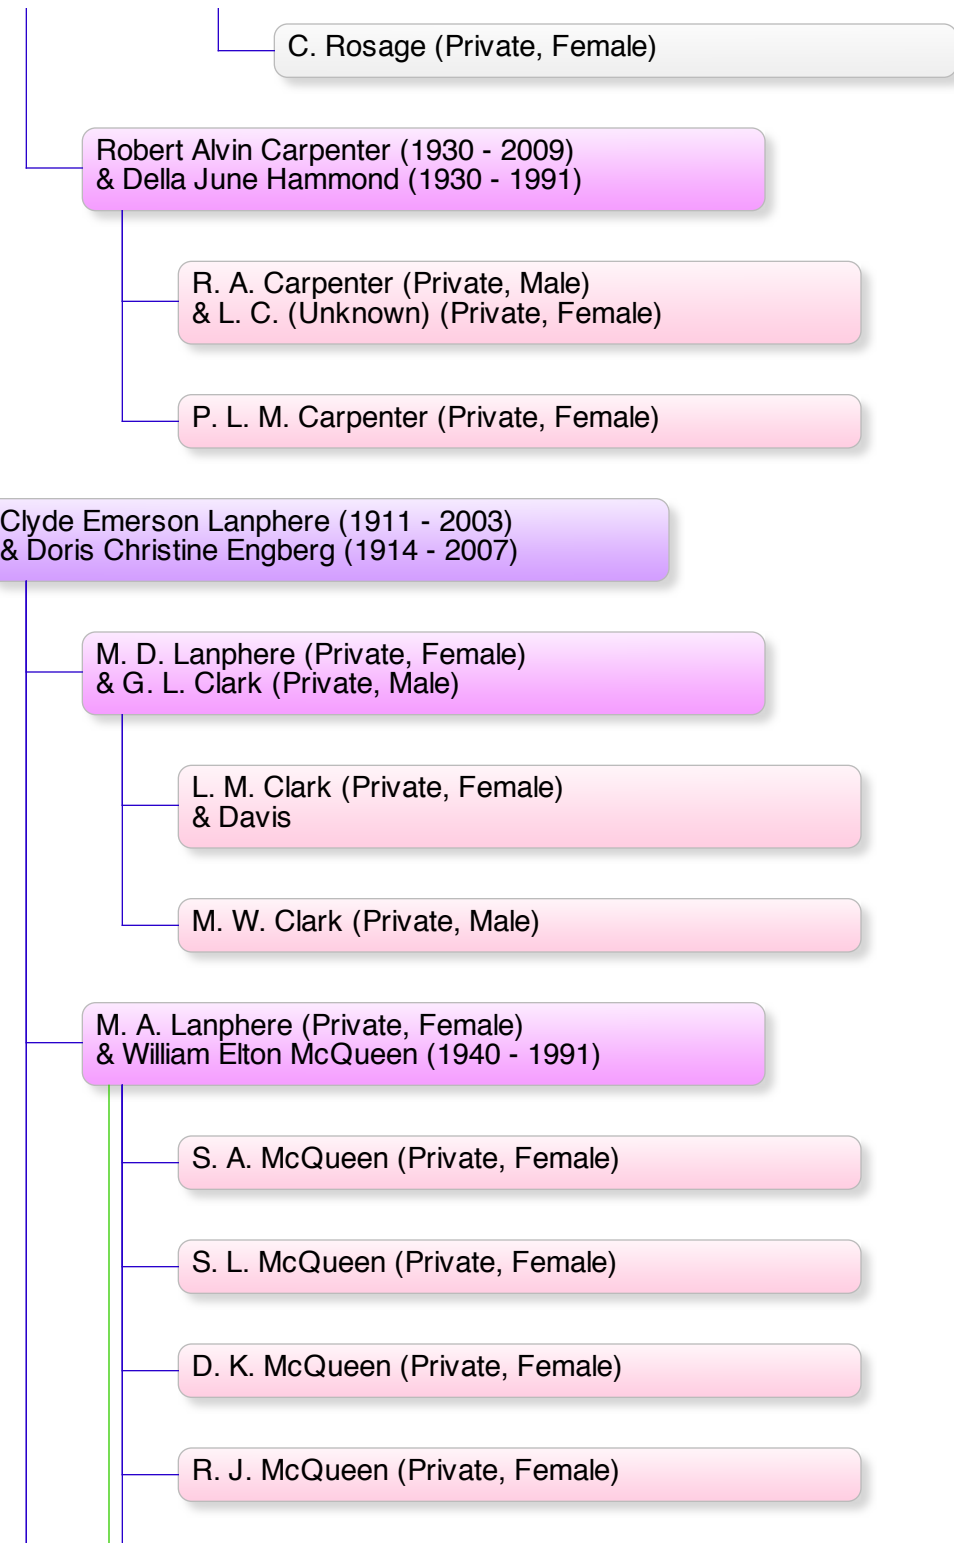 C. Rosage (Private, Female)
Robert Alvin Carpenter (1930 - 2009)
& Della June Hammond (1930 - 1991)
R. A. Carpenter (Private, Male)
& L. C. (Unknown) (Private, Female)
P. L. M. Carpenter (Private, Female)
Clyde Emerson Lanphere (1911 - 2003)
& Doris Christine Engberg (1914 - 2007)
M. D. Lanphere (Private, Female)
& G. L. Clark (Private, Male)
L. M. Clark (Private, Female)
& Davis
M. W. Clark (Private, Male)
M. A. Lanphere (Private, Female)
& William Elton McQueen (1940 - 1991)
S. A. McQueen (Private, Female)
S. L. McQueen (Private, Female)
D. K. McQueen (Private, Female)
R. J. McQueen (Private, Female)